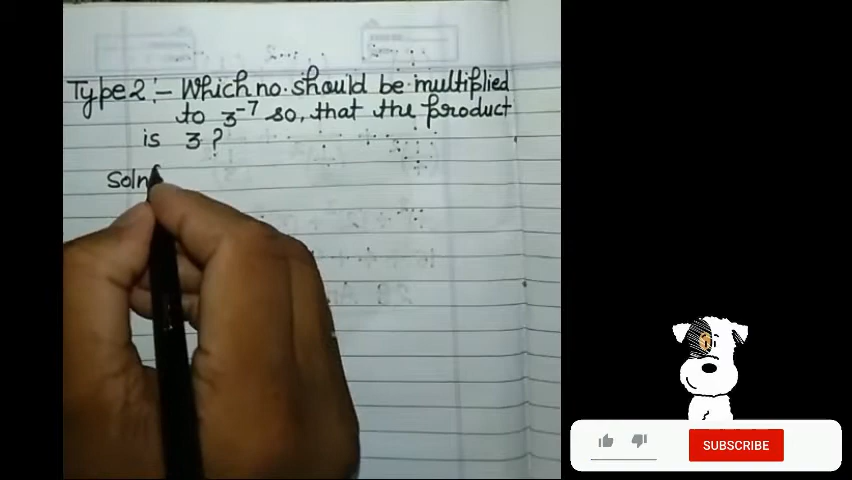 Type 2:- Which no. should be multiplied
to 3⁻⁷ so, that the product
is 3 ?
Soln
SUBSCRIBE